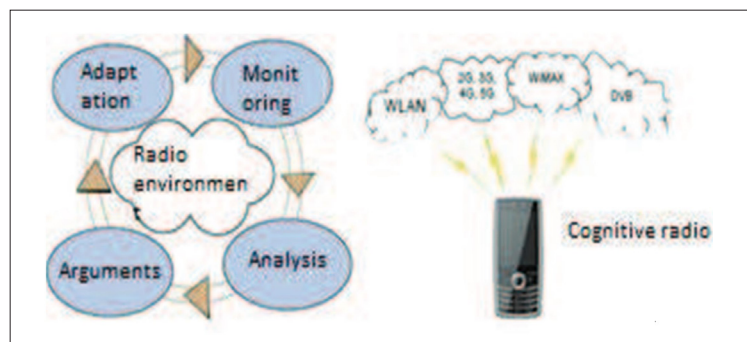 Adapt
ation
Monit
oring
Radio
environmen
t
Arguments
Analysis
WLAN
2G, 3G,
4G, 5G
WiMAX
DVB
Cognitive radio